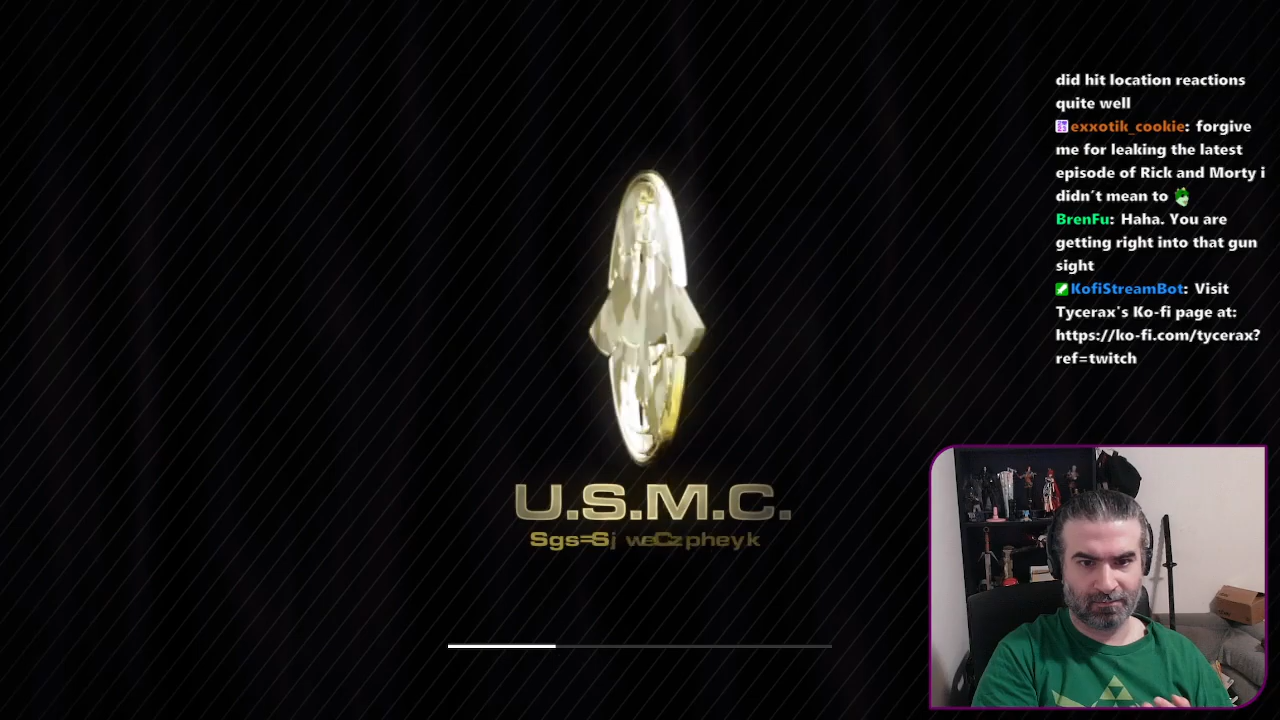 did hit location reactions
quite well
exxotik_cookie: forgive
me for leaking the latest
episode of Rick and Morty i
didn´t mean to
BrenFu: Haha. You are
getting right into that gun
sight
KofiStreamBot: Visit
Tycerax's Ko-fi page at:
https://ko-fi.com/tycerax?
ref=twitch
U.S.M.C.